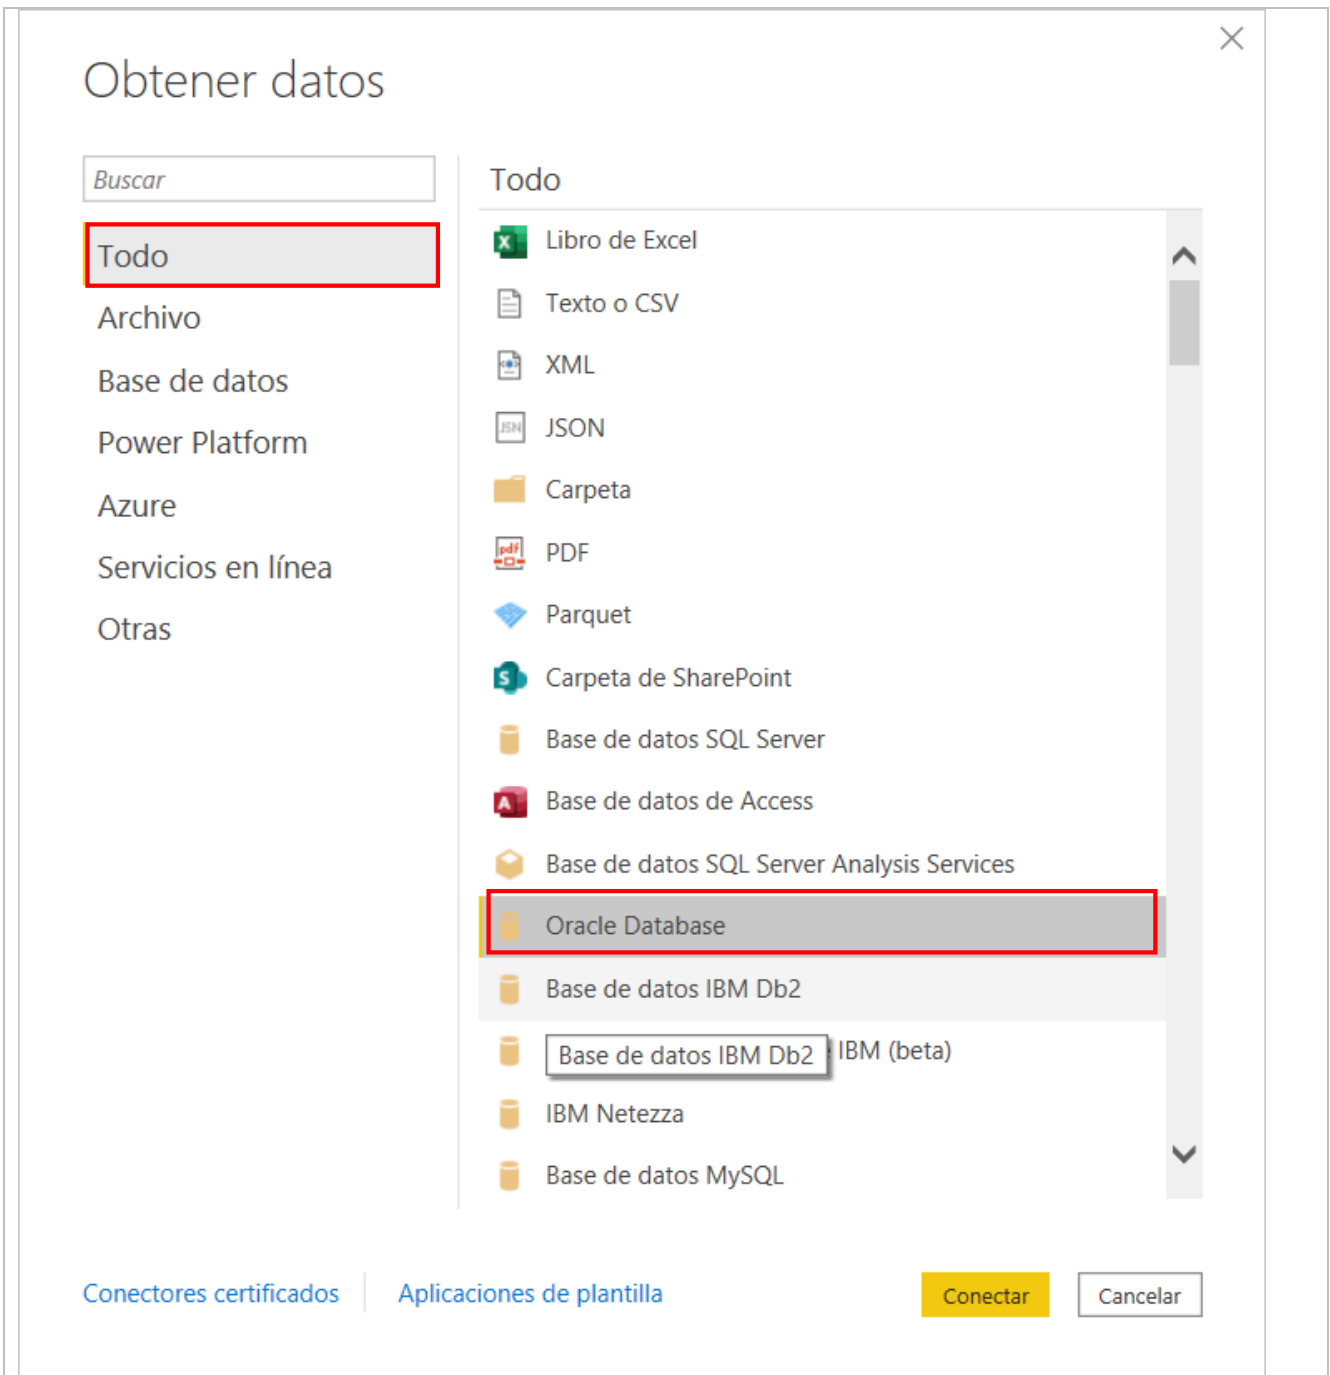 Obtener datos
Buscar
Todo
Archivo
Base de datos
Power Platform
Azure
Servicios en línea
Otras
Todo
Libro de Excel
Texto o CSV
XML
JSN
JSON
Carpeta
pdf
PDF
Parquet
S
Carpeta de SharePoint
Base de datos SQL Server
A
Base de datos de Access
Base de datos SQL Server Analysis Services
Oracle Database
Base de datos IBM Db2
Base de datos IBM Db2
IBM (beta)
IBM Netezza
Base de datos MySQL
Conectores certificados
Aplicaciones de plantilla
Conectar
Cancelar